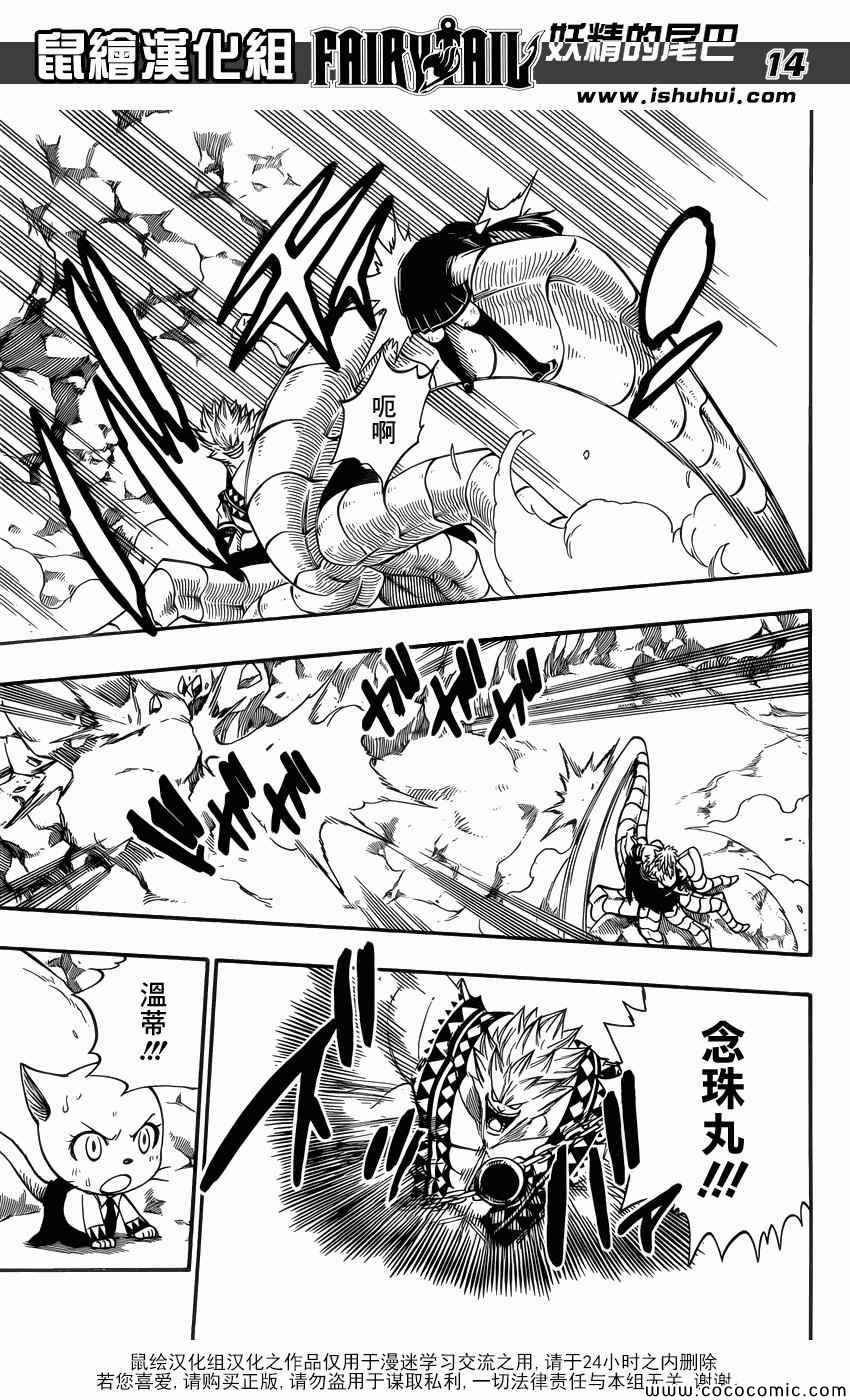 鼠繪漢化組 FAIRY TAIL 妖精的尾巴 14
www.ishuhui.com
呃
啊
念珠丸!!!
溫蒂!!!
鼠绘汉化组汉化之作品仅用于漫迷学习交流之用,请于24小时之内删除
若您喜爱,请购买正版,请勿盗用于谋取私利,一切法律责任与本组无关,谢谢.
www.cococomic.com